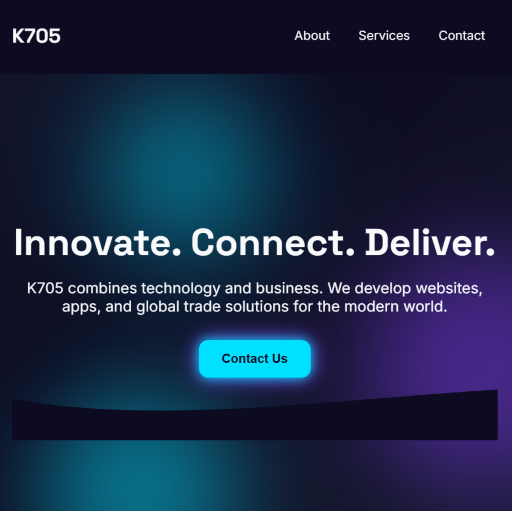 K705
About
Services
Contact
Innovate. Connect. Deliver.
K705 combines technology and business. We develop websites,
apps, and global trade solutions for the modern world.
Contact Us